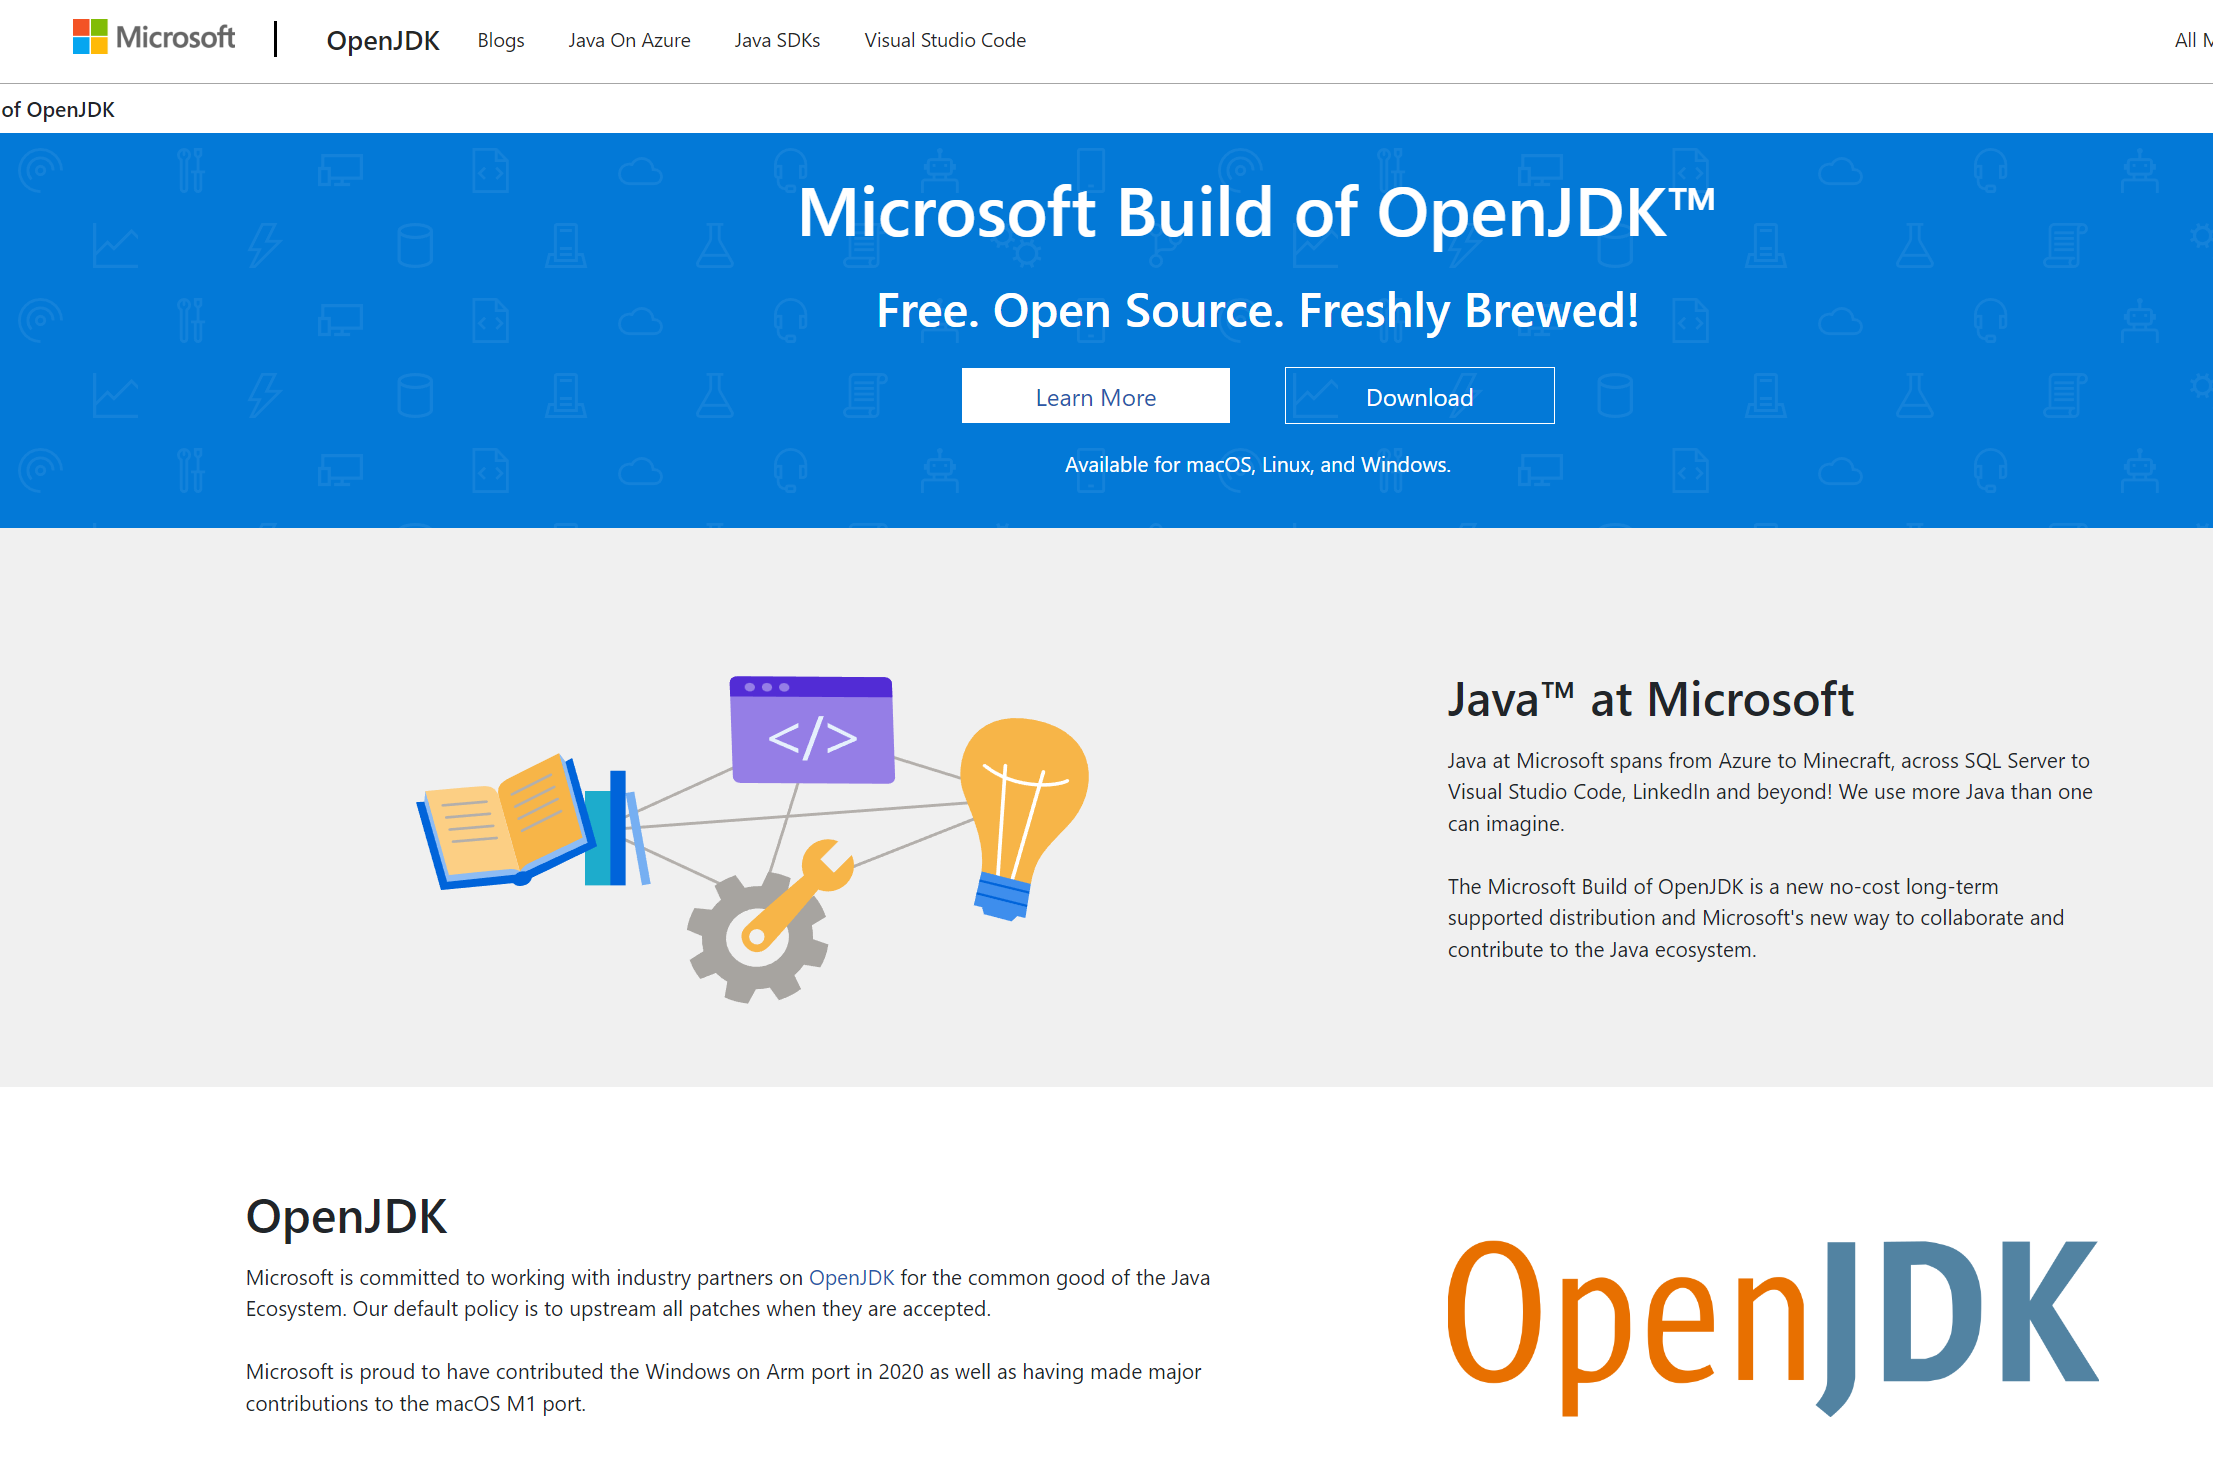 Microsoft
OpenJDK
Blogs
Java On Azure
Java SDKs
Visual Studio Code
All
of OpenJDK
Microsoft Build of OpenJDK™
Free. Open Source. Freshly Brewed!
Learn More
Download
Available for macOS, Linux, and Windows.
</>
Java™ at Microsoft
Java at Microsoft spans from Azure to Minecraft, across SQL Server to
Visual Studio Code, LinkedIn and beyond! We use more Java than one
can imagine.
The Microsoft Build of OpenJDK is a new no-cost long-term
supported distribution and Microsoft's new way to collaborate and
contribute to the Java ecosystem.
OpenJDK
Microsoft is committed to working with industry partners on OpenJDK for the common good of the Java
Ecosystem. Our default policy is to upstream all patches when they are accepted.
Microsoft is proud to have contributed the Windows on Arm port in 2020 as well as having made major
contributions to the macOS M1 port.
OpenJDK